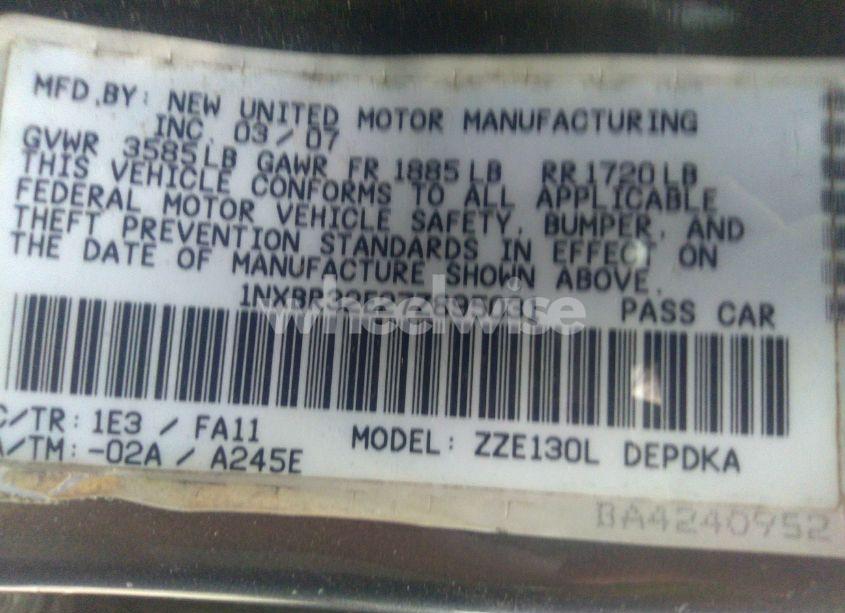 MFD.BY: NEW UNITED MOTOR MANUFACTURING
INC. 03/07
GVWR 3585LB GAWR FR 1885LB RR1720LB
THIS VEHICLE CONFORMS TO ALL APPLICABLE
FEDERAL MOTOR VEHICLE SAFETY, BUMPER, AND
THEFT PREVENTION STANDARDS IN EFFECT ON
THE DATE OF MANUFACTURE SHOWN ABOVE.
PASS CAR
wheelwise
C/TR: 1E3 / FA11
A/TM: -02A / A245E
MODEL: ZZE130L DEPDKA
BA4240952